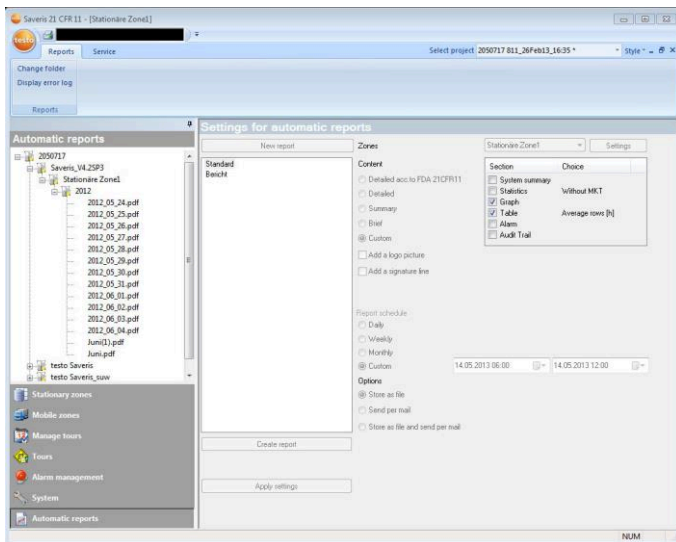 Saveris 21 CFR 11 - [Stationäre Zone1]
testo
Reports Service Select project 2050717 811_26Feb13_16:35 * Style
Change folder
Display error log
Reports
Automatic reports
2050717
Saveris_V4.2SP3
Stationäre Zone1
2012
2012_05_24.pdf
2012_05_25.pdf
2012_05_26.pdf
2012_05_27.pdf
2012_05_28.pdf
2012_05_29.pdf
2012_05_30.pdf
2012_05_31.pdf
2012_06_01.pdf
2012_06_02.pdf
2012_06_03.pdf
2012_06_04.pdf
Juni(1).pdf
Juni.pdf
testo Saveris
testo Saveris_suw
Stationary zones
Mobile zones
Manage tours
Tours
Alarm management
System
Automatic reports
Settings for automatic reports
New report
Standard
Bericht
Create report
Apply settings
Zones Stationäre Zone1 Settings
Content
Detailed acc to FDA 21CFR11
Detailed
Summary
Brief
Custom
Add a logo picture
Add a signature line
Section Choice
System summary
Statistics Without MKT
Graph
Table Average rows [h]
Alarm
Audit Trail
Report schedule
Daily
Weekly
Monthly
Custom 14.05.2013 06:00 14.05.2013 12:00
Options
Store as file
Send per mail
Store as file and send per mail
NUM